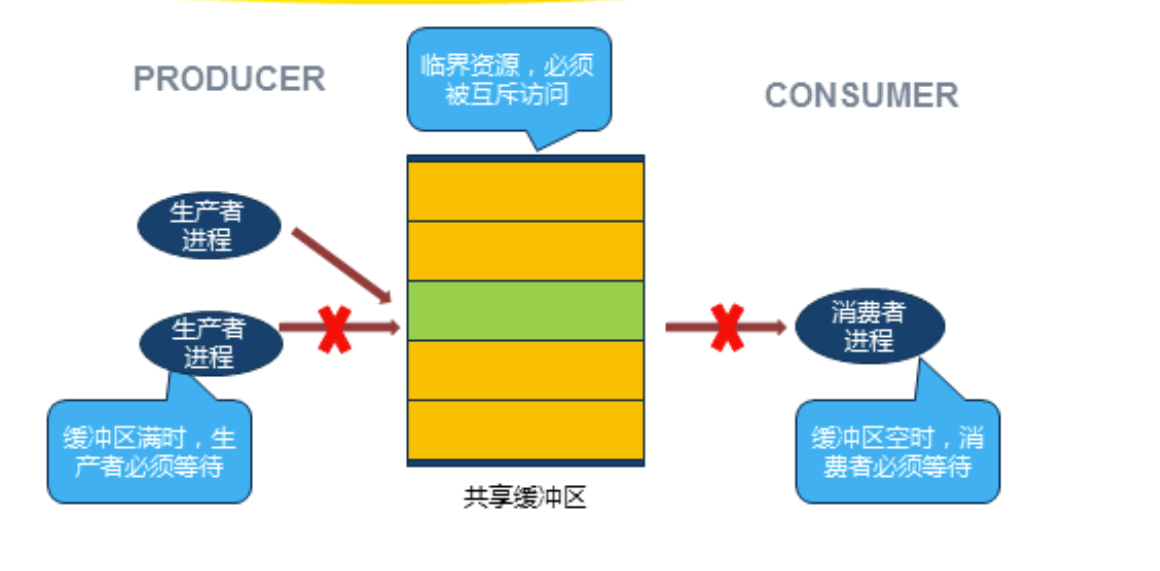 PRODUCER
临界资源，必须
被互斥访问
CONSUMER
生产者
进程
生产者
进程
消费者
进程
缓冲区满时，生
产者必须等待
缓冲区空时，消
费者必须等待
共享缓冲区